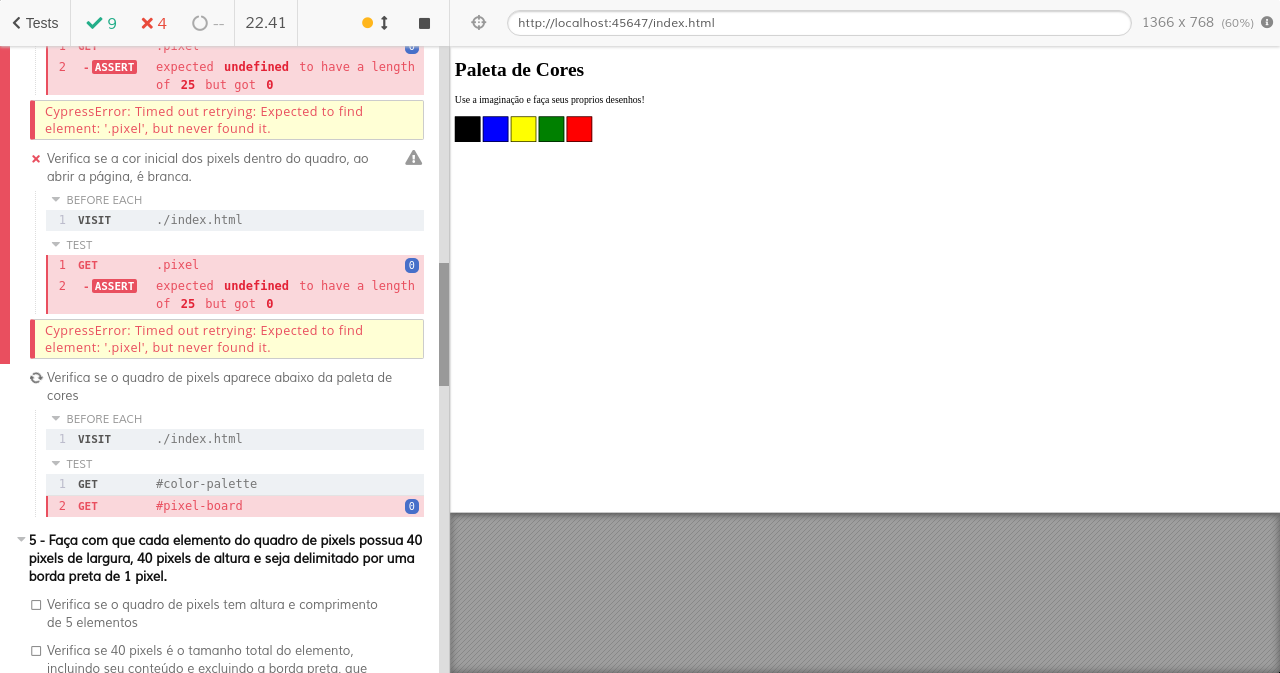 Tests 9 4 -- 22.41 http://localhost:45647/index.html 1366 x 768 (60%)
1 GET .pixel 0
2 -ASSERT expected undefined to have a length
of 25 but got 0
CypressError: Timed out retrying: Expected to find
element: '.pixel', but never found it.
Verifica se a cor inicial dos pixels dentro do quadro, ao
abrir a página, é branca.
BEFORE EACH
1 VISIT ./index.html
TEST
1 GET .pixel 0
2 -ASSERT expected undefined to have a length
of 25 but got 0
CypressError: Timed out retrying: Expected to find
element: '.pixel', but never found it.
Verifica se o quadro de pixels aparece abaixo da paleta de
cores
BEFORE EACH
1 VISIT ./index.html
TEST
1 GET #color-palette
2 GET #pixel-board 0
5 - Faça com que cada elemento do quadro de pixels possua 40
pixels de largura, 40 pixels de altura e seja delimitado por uma
borda preta de 1 pixel.
Verifica se o quadro de pixels tem altura e comprimento
de 5 elementos
Verifica se 40 pixels é o tamanho total do elemento,
incluindo seu conteúdo e excluindo a borda preta, que
Paleta de Cores
Use a imaginação e faça seus proprios desenhos!